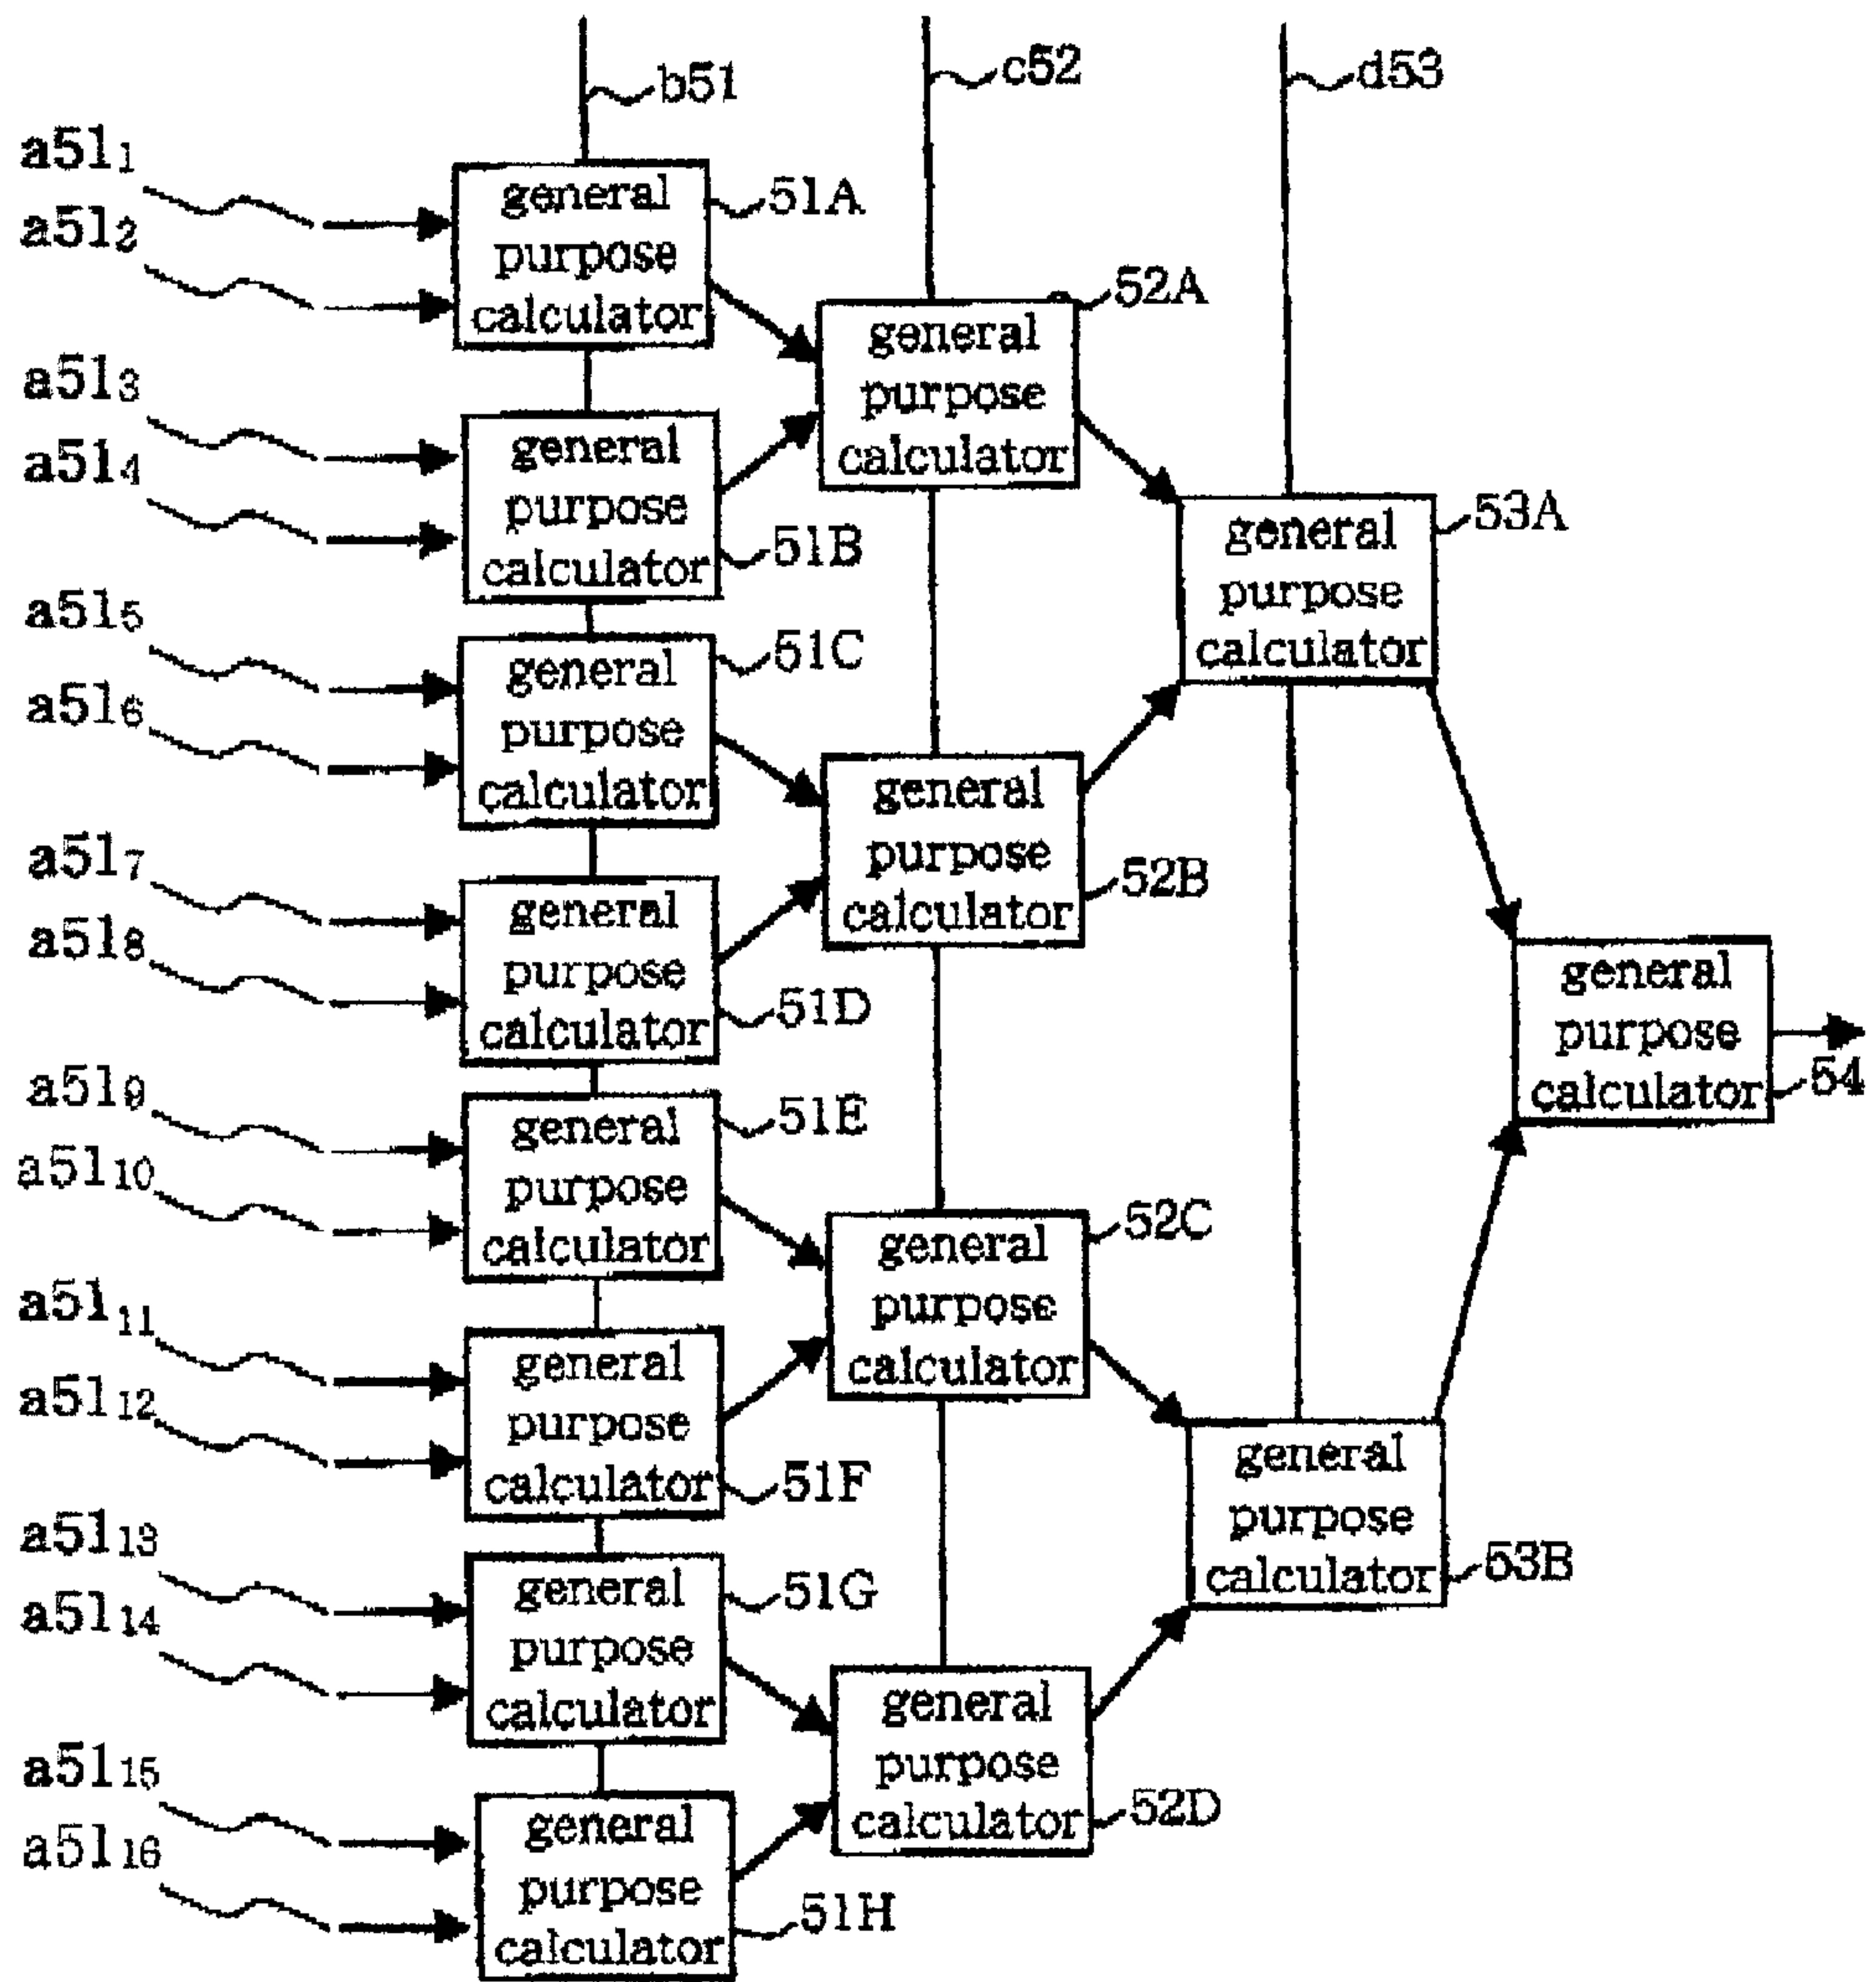 b51
c52
d53
a51₁
a51₂
general
purpose
calculator
51A
a51₃
a51₄
general
purpose
calculator
51B
a51₅
a51₆
general
purpose
calculator
51C
a51₇
a51₈
general
purpose
calculator
51D
a51₉
a51₁₀
general
purpose
calculator
51E
a51₁₁
a51₁₂
general
purpose
calculator
51F
a51₁₃
a51₁₄
general
purpose
calculator
51G
a51₁₅
a51₁₆
general
purpose
calculator
51H
general
purpose
calculator
52A
general
purpose
calculator
52B
general
purpose
calculator
52C
general
purpose
calculator
52D
general
purpose
calculator
53A
general
purpose
calculator
53B
general
purpose
calculator
54